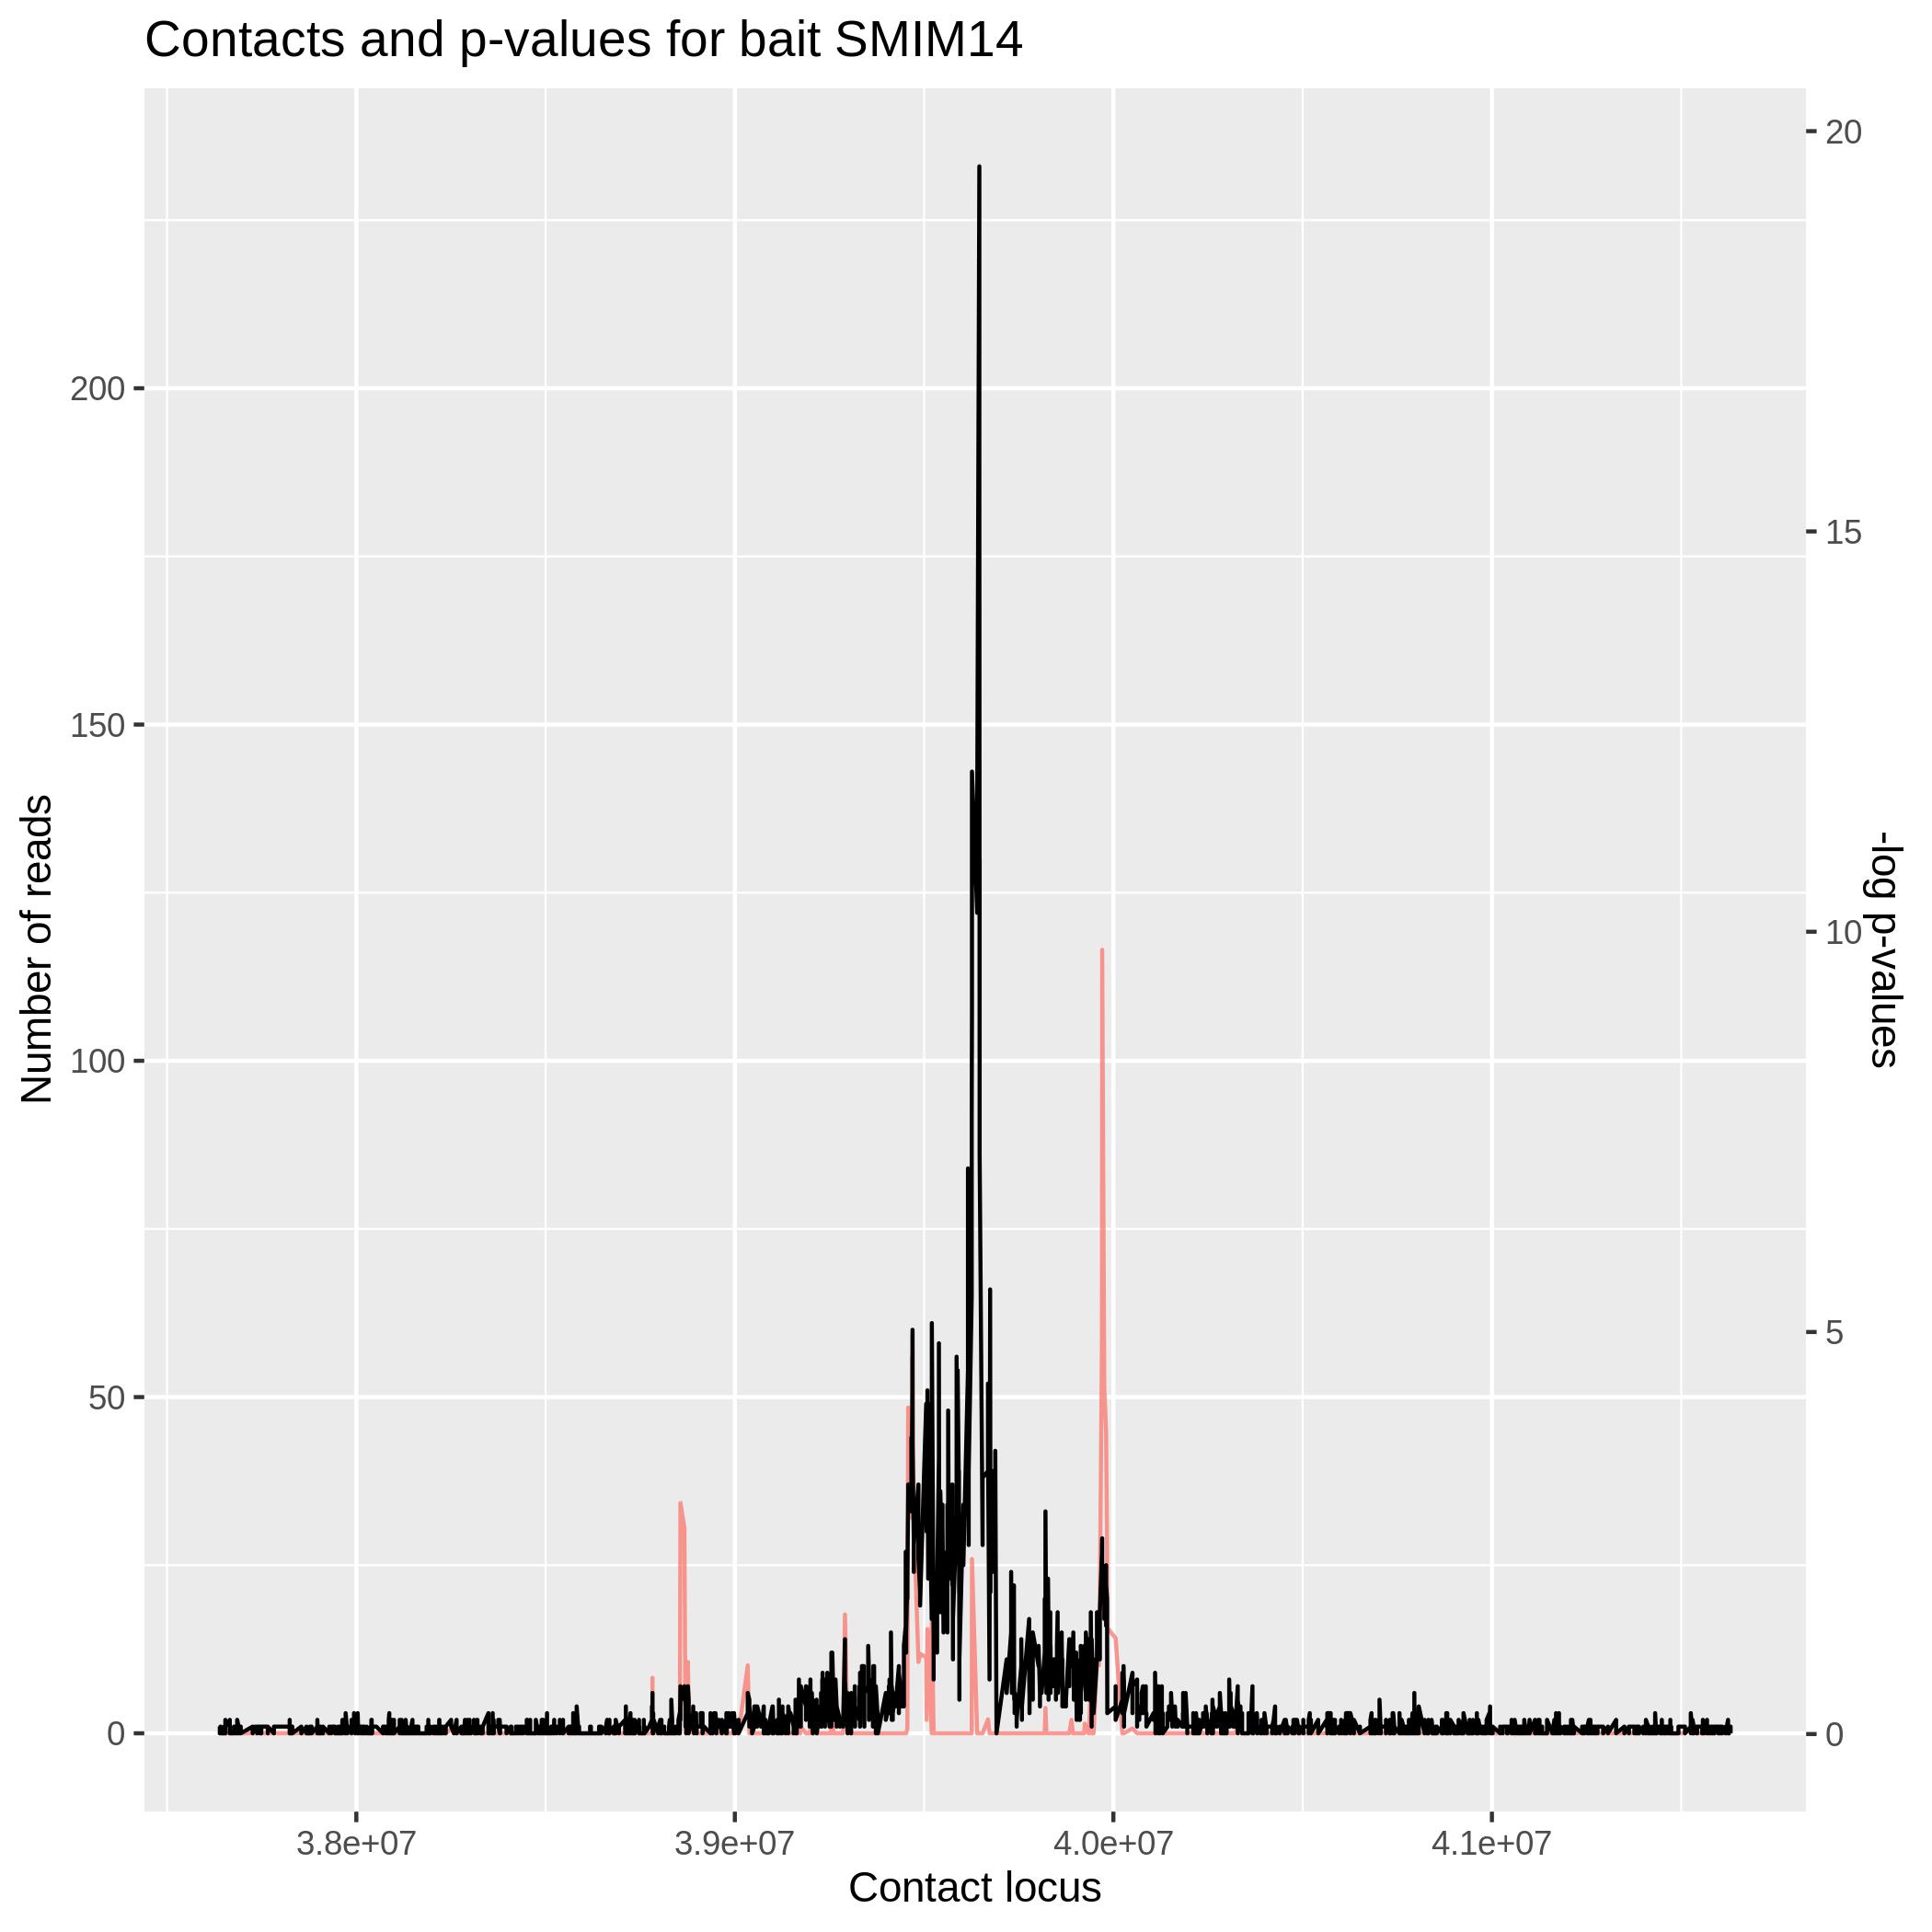 Contacts and p-values for bait SMIM14
Number of reads
200
150
100
50
0
20
15
10
5
0
-log p-values
3.8e+07
3.9e+07
4.0e+07
4.1e+07
Contact locus